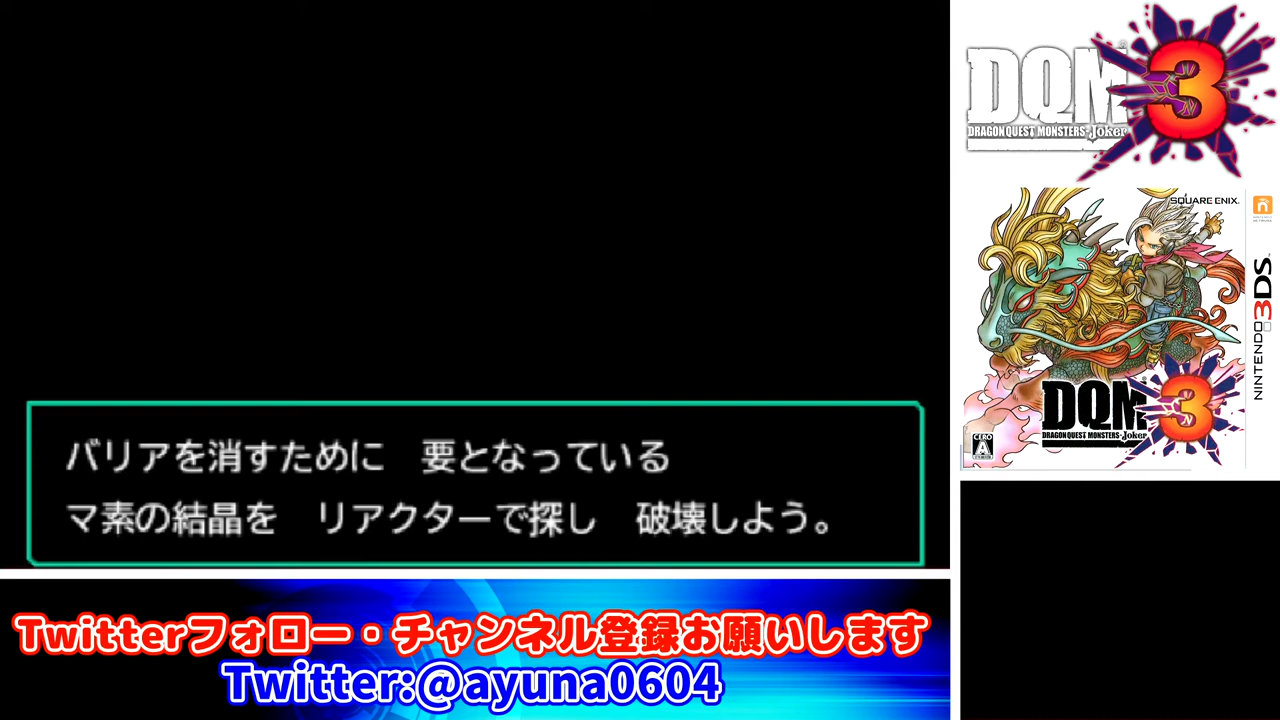 DQM 3
DRAGON QUEST MONSTERS-Joker
SQUARE ENIX.
NINTENDO 3DS
DQM 3
DRAGON QUEST MONSTERS-Joker
CERO
A
バリアを消すために　要となっている
マ素の結晶を　リアクターで探し　破壊しよう。
Twitterフォロー・チャンネル登録お願いします
Twitter:@ayuna0604